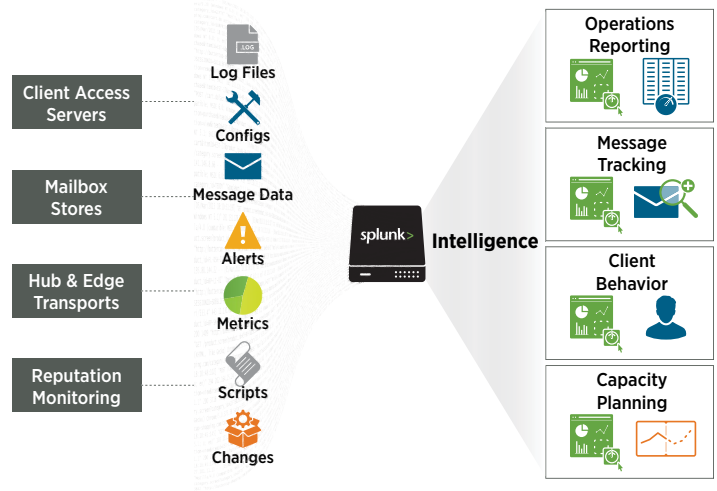 Client Access
Servers
Mailbox
Stores
Hub & Edge
Transports
Reputation
Monitoring
.LOG
Log Files
Configs
Message Data
Alerts
Metrics
Scripts
Changes
splunk>
Intelligence
Operations
Reporting
Message
Tracking
Client
Behavior
Capacity
Planning